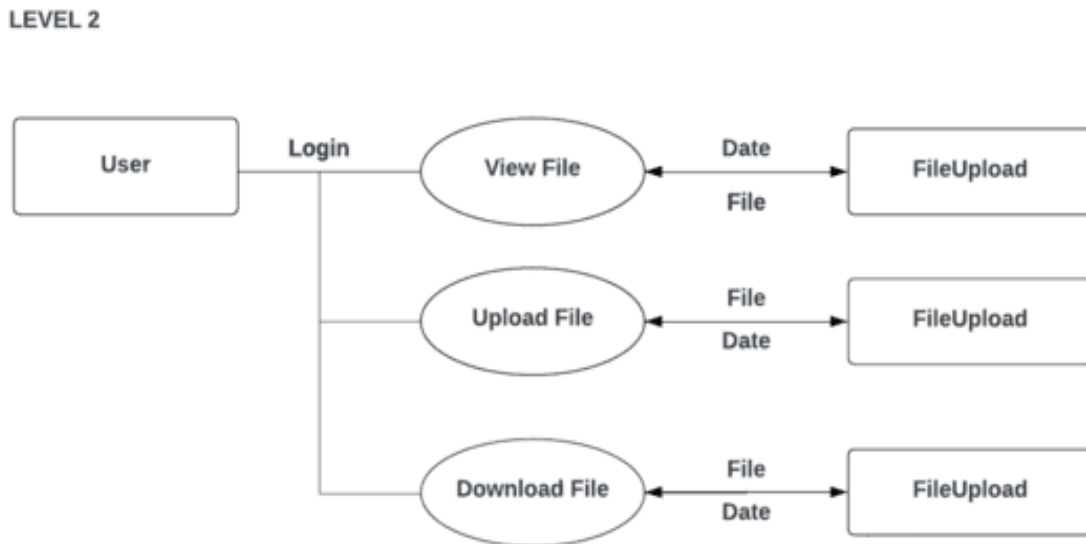 LEVEL 2
User
Login
View File
Date
File
FileUpload
Upload File
File
Date
FileUpload
Download File
File
Date
FileUpload